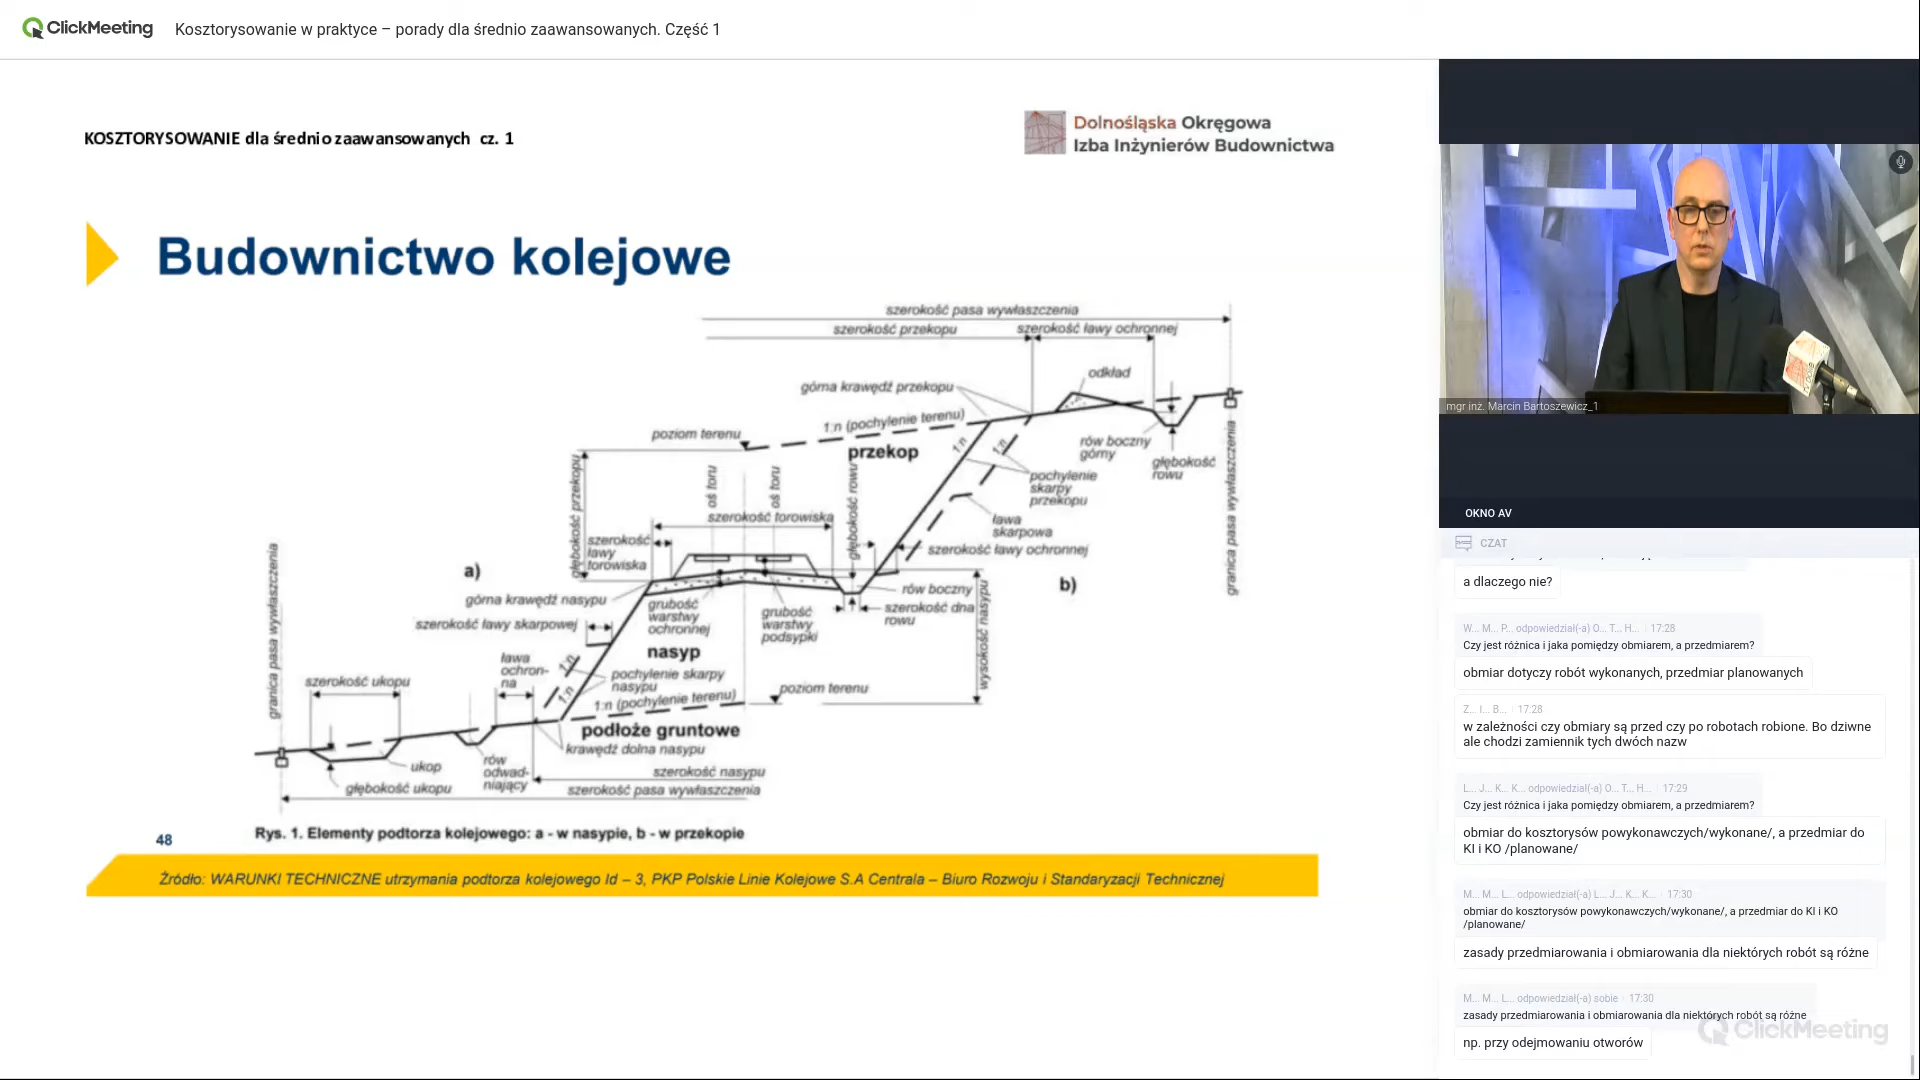 ClickMeeting
Kosztorysowanie w praktyce – porady dla średnio zaawansowanych. Część 1
KOSZTORYSOWANIE dla średnio zaawansowanych cz. 1
Dolnośląska Okręgowa
Izba Inżynierów Budownictwa
Budownictwo kolejowe
szerokość pasa wywłaszczenia
szerokość przekopu
szerokość ławy ochronnej
odkład
górna krawędź przekopu
1:n (pochylenie terenu)
poziom terenu
przekop
1:n
1:n
rów boczny
górny
głębokość
rowu
granica pasa wywłaszczenia
pochylenie
skarpy
przekopu
głębokość przekopu
oś toru
oś toru
głębokość rowu
szerokość torowiska
ława
skarpowa
szerokość
ławy
torowiska
szerokość ławy ochronnej
a)
b)
granica pasa wywłaszczenia
górna krawędź nasypu
grubość
warstwy
ochronnej
grubość
warstwy
podsypki
rów boczny
szerokość dna
rowu
wysokość nasypu
szerokość ławy skarpowej
nasyp
ława
ochron-
na
1:n
1:n
pochylenie skarpy
nasypu
szerokość ukopu
1:n (pochylenie terenu)
poziom terenu
podłoże gruntowe
krawędź dolna nasypu
ukop
rów
odwad-
niający
głębokość ukopu
szerokość nasypu
szerokość pasa wywłaszczenia
Rys. 1. Elementy podtorza kolejowego: a - w nasypie, b - w przekopie
48
Źródło: WARUNKI TECHNICZNE utrzymania podtorza kolejowego Id – 3, PKP Polskie Linie Kolejowe S.A Centrala – Biuro Rozwoju i Standaryzacji Technicznej
mgr inż. Marcin Bartoszewicz_1
OKNO AV
CZAT
a dlaczego nie?
W... M... P... odpowiedział(-a) O... T... H... 17:28
Czy jest różnica i jaka pomiędzy obmiarem, a przedmiarem?
obmiar dotyczy robót wykonanych, przedmiar planowanych
Z... I... B... 17:28
w zależności czy obmiary są przed czy po robotach robione. Bo dziwne
ale chodzi zamiennik tych dwóch nazw
L... J... K... K... odpowiedział(-a) O... T... H... 17:29
Czy jest różnica i jaka pomiędzy obmiarem, a przedmiarem?
obmiar do kosztorysów powykonawczych/wykonane/, a przedmiar do
KI i KO /planowane/
M... M... L... odpowiedział(-a) L... J... K... K... 17:30
obmiar do kosztorysów powykonawczych/wykonane/, a przedmiar do KI i KO
/planowane/
zasady przedmiarowania i obmiarowania dla niektórych robót są różne
M... M... L... odpowiedział(-a) sobie 17:30
zasady przedmiarowania i obmiarowania dla niektórych robót są różne
np. przy odejmowaniu otworów
ClickMeeting